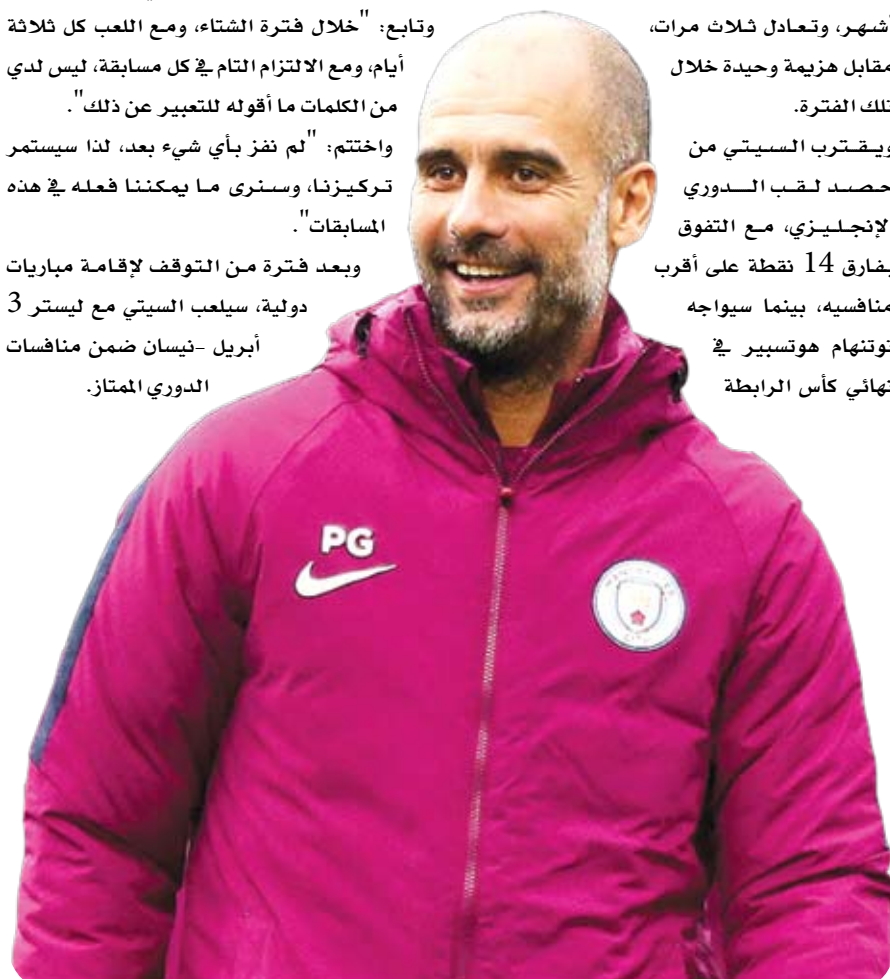 أشهر، وتعادل ثلاث مرات،
مقابل هزيمة وحيدة خلال
تلك الفترة.
ويقترب السيتي من
حصد لقب الدوري
الإنجليزي، مع التفوق
بفارق 14 نقطة على أقرب
منافسيه، بينما سيواجه
توتنهام هوتسبير في
نهائي كأس الرابطة
وتابع: "خلال فترة الشتاء، ومع اللعب كل ثلاثة
أيام، ومع الالتزام التام في كل مسابقة، ليس لدي
من الكلمات ما أقوله للتعبير عن ذلك".
واختتم: "لم نفز بأي شيء بعد، لذا سيستمر
تركيزنا، وسنرى ما يمكننا فعله في هذه
المسابقات".
وبعد فترة من التوقف لإقامة مباريات
دولية، سيلعب السيتي مع ليستر 3
أبريل -نيسان ضمن منافسات
الدوري الممتاز.
PG
MANCHESTER
CITY